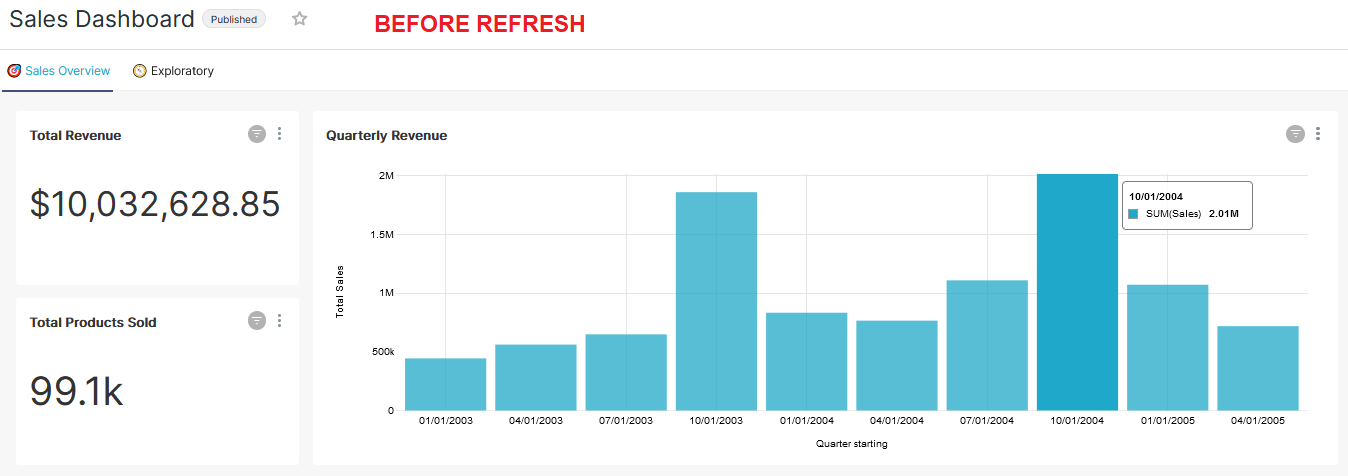 Sales Dashboard Published BEFORE REFRESH
Sales Overview Exploratory
Total Revenue
$10,032,628.85
Total Products Sold
99.1k
Quarterly Revenue
Total Sales
2M
1.5M
1M
500k
0
10/01/2004
SUM(Sales) 2.01M
01/01/2003 04/01/2003 07/01/2003 10/01/2003 01/01/2004 04/01/2004 07/01/2004 10/01/2004 01/01/2005 04/01/2005
Quarter starting